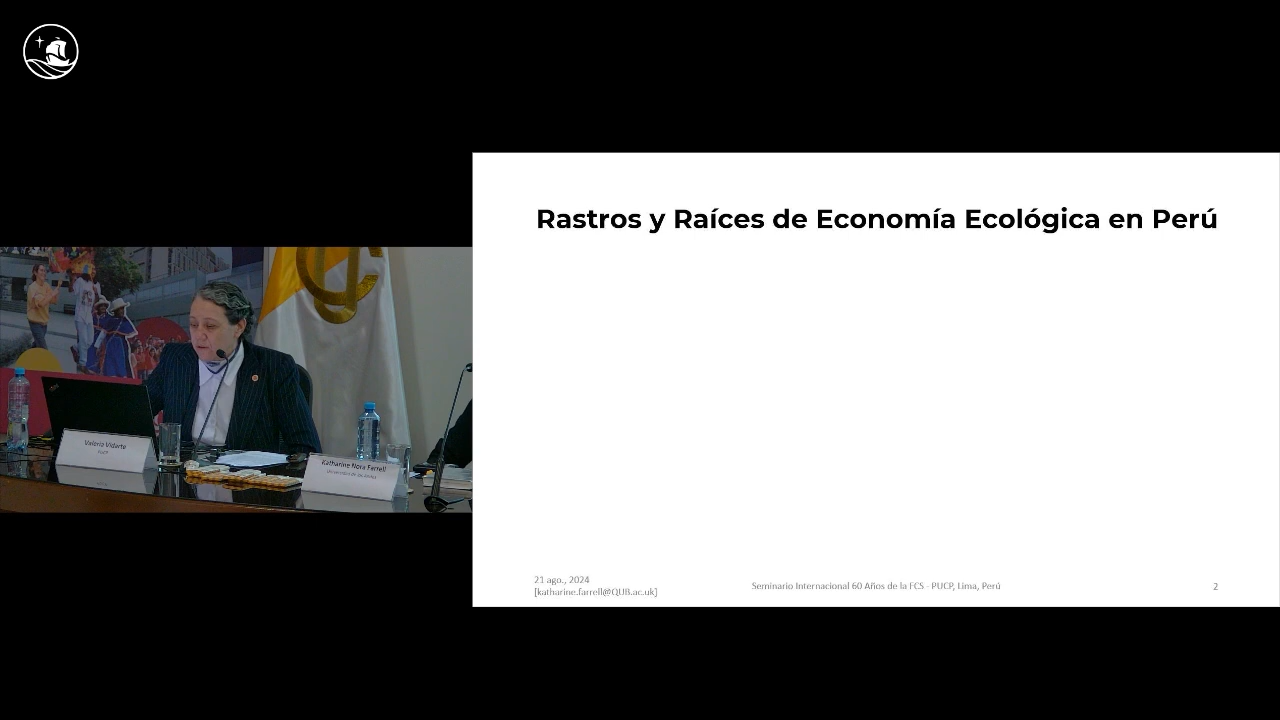 Rastros y Raíces de Economía Ecológica en Perú
Valeria Vidarte
PUCP
Katharine Nora Farrell
21 ago., 2024
[katharine.farrell@QUB.ac.uk]
Seminario Internacional 60 Años de la FCS - PUCP, Lima, Perú
2